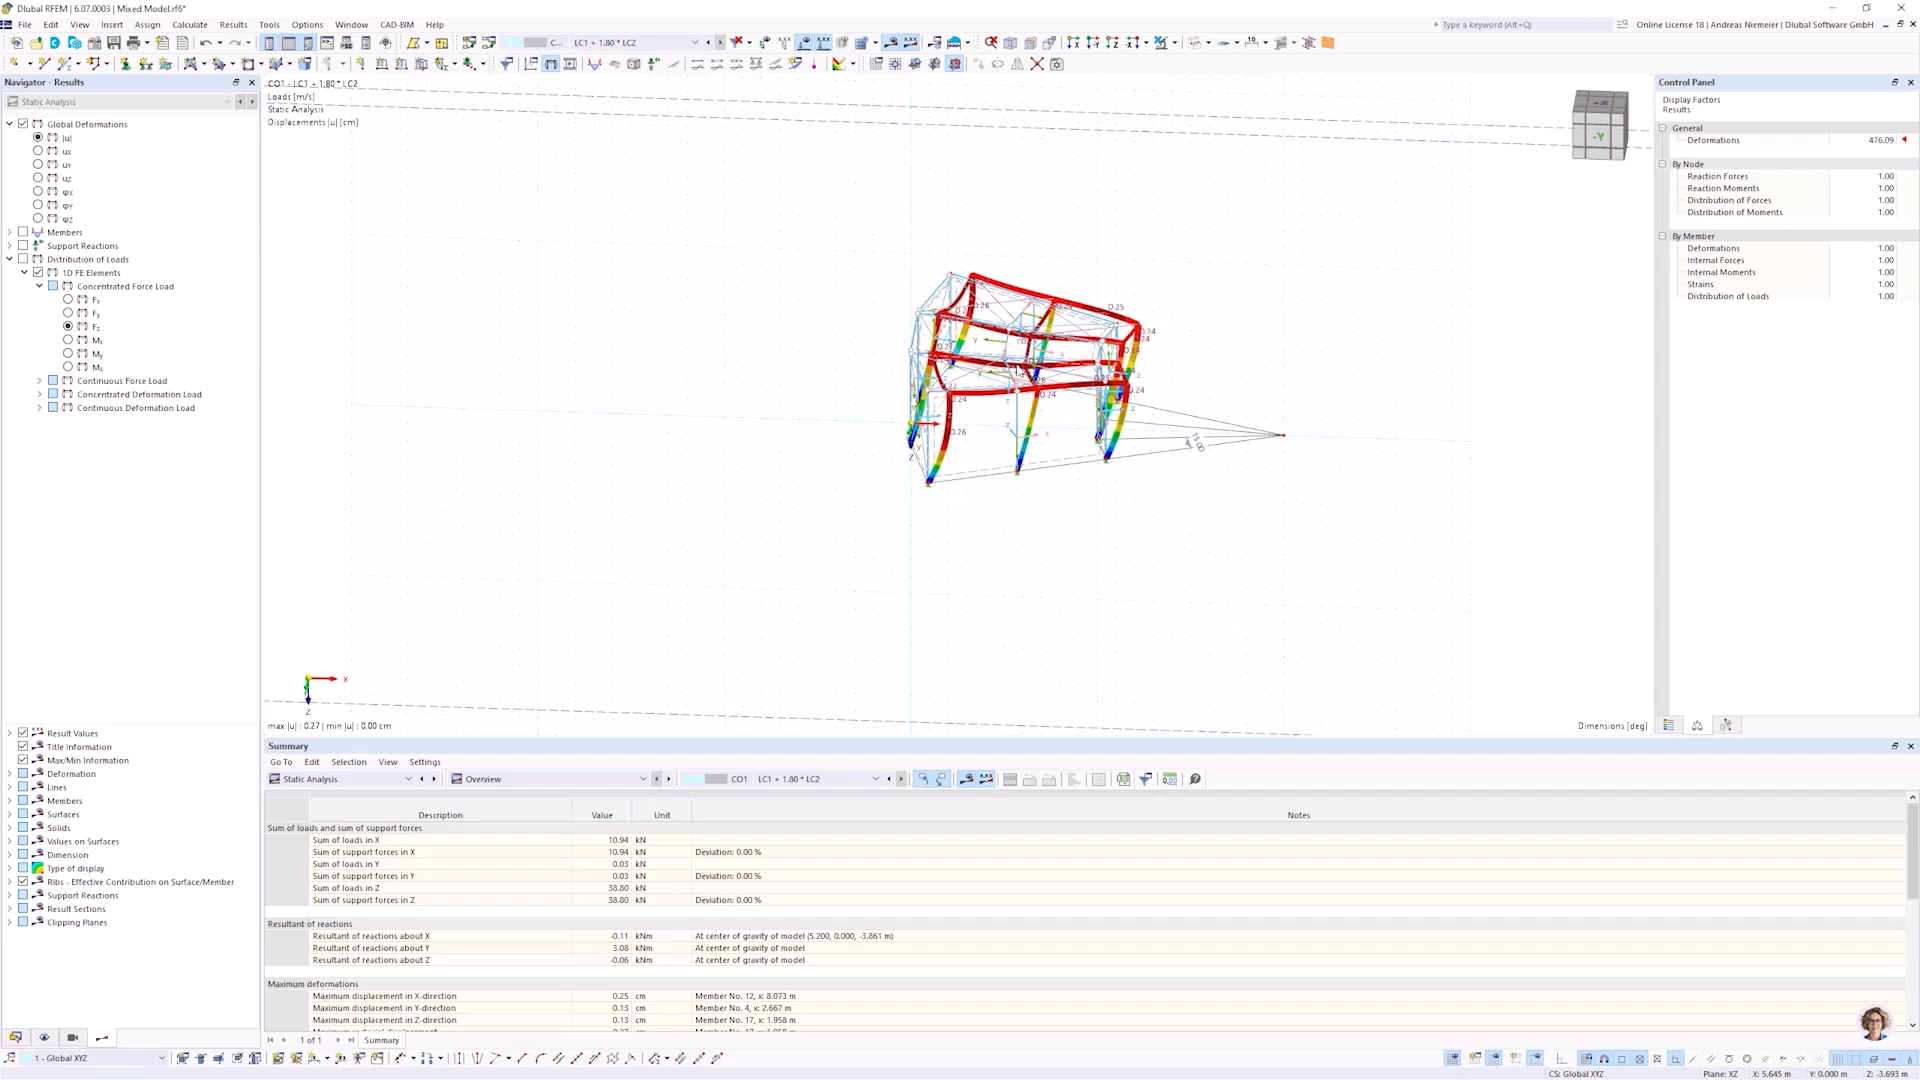 Dlubal RFEM | 6.07.0003 | Mixed Model.rf6*
File Edit View Insert Assign Calculate Results Tools Options Window CAD-BIM Help
Type a keyword (Alt+Q)
Online License 18 | Andreas Niemeier | Dlubal Software GmbH
C... LC1 + 1.80 * LC2
Navigator - Results
Static Analysis
Global Deformations
|u|
uX
uY
uZ
φX
φY
φZ
Members
Support Reactions
Distribution of Loads
1D FE Elements
Concentrated Force Load
Fx
Fy
Fz
Mx
My
Mz
Continuous Force Load
Concentrated Deformation Load
Continuous Deformation Load
Result Values
Title Information
Max/Min Information
Deformation
Lines
Members
Surfaces
Solids
Values on Surfaces
Dimension
Type of display
Ribs - Effective Contribution on Surface/Member
Support Reactions
Result Sections
Clipping Planes
CO1 - LC1 + 1.80 * LC2
Loads [m/s]
Static Analysis
Displacements |u| [cm]
+Z
-Y
0.25
0.26
0.24
0.24
0.24
0.26
15.00
X
Z
max |u| : 0.27 | min |u| : 0.00 cm
Dimensions [deg]
Control Panel
Display Factors
Results
General
Deformations 476.09
By Node
Reaction Forces 1.00
Reaction Moments 1.00
Distribution of Forces 1.00
Distribution of Moments 1.00
By Member
Deformations 1.00
Internal Forces 1.00
Internal Moments 1.00
Strains 1.00
Distribution of Loads 1.00
Summary
Go To Edit Selection View Settings
Static Analysis Overview CO1 LC1 + 1.80 * LC2
Description Value Unit Notes
Sum of loads and sum of support forces
Sum of loads in X 10.94 kN
Sum of support forces in X 10.94 kN Deviation: 0.00 %
Sum of loads in Y 0.03 kN
Sum of support forces in Y 0.03 kN Deviation: 0.00 %
Sum of loads in Z 38.80 kN
Sum of support forces in Z 38.80 kN Deviation: 0.00 %
Resultant of reactions
Resultant of reactions about X -0.11 kNm At center of gravity of model (5.200, 0.000, -3.861 m)
Resultant of reactions about Y 3.08 kNm At center of gravity of model
Resultant of reactions about Z -0.06 kNm At center of gravity of model
Maximum deformations
Maximum displacement in X-direction 0.25 cm Member No. 12, x: 8.073 m
Maximum displacement in Y-direction 0.13 cm Member No. 4, x: 2.667 m
Maximum displacement in Z-direction 0.13 cm Member No. 17, x: 1.958 m
1 of 1 Summary
1 - Global XYZ
CS: Global XYZ Plane: XZ X: 5.645 m Y: 0.000 m Z: -3.693 m